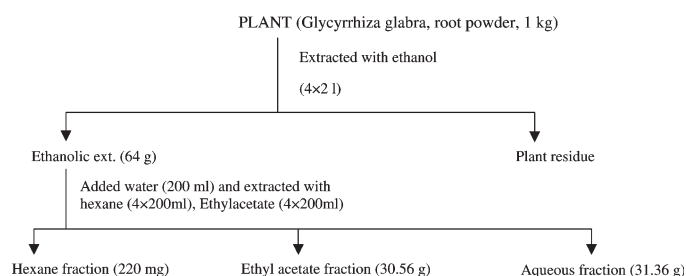 PLANT (Glycyrrhiza glabra, root powder, 1 kg)
Extracted with ethanol
(4×2 l)
Ethanolic ext. (64 g)
Plant residue
Added water (200 ml) and extracted with
hexane (4×200ml), Ethylacetate (4×200ml)
Hexane fraction (220 mg)
Ethyl acetate fraction (30.56 g)
Aqueous fraction (31.36 g)